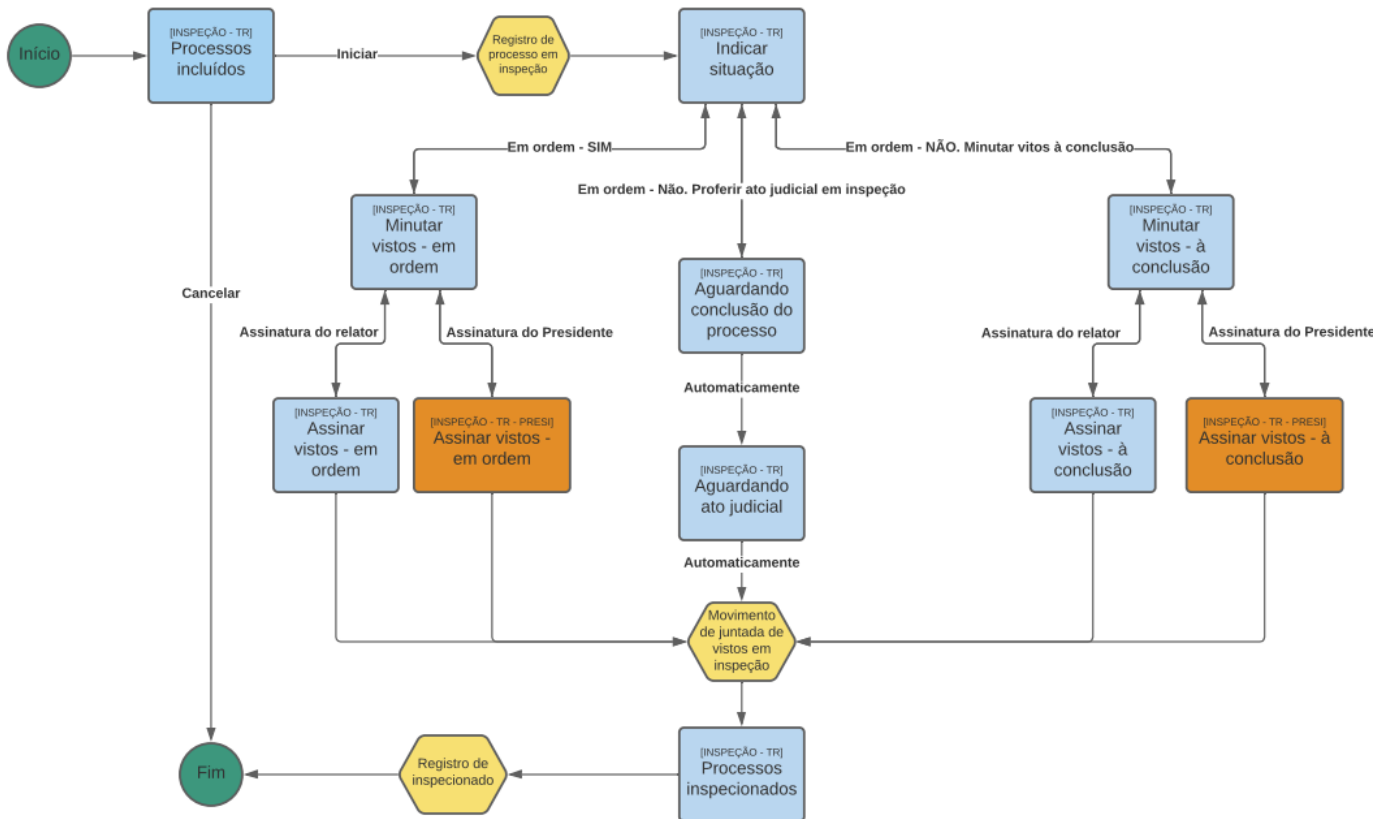 Início
[INSPEÇÃO - TR]
Processos
incluídos
Iniciar
Registro de
processo em
inspeção
[INSPEÇÃO - TR]
Indicar
situação
Em ordem - SIM
Em ordem - NÃO. Minutar vitos à conclusão
Em ordem - Não. Proferir ato judicial em inspeção
[INSPEÇÃO - TR]
Minutar
vistos - em
ordem
[INSPEÇÃO - TR]
Aguardando
conclusão do
processo
[INSPEÇÃO - TR]
Minutar
vistos - à
conclusão
Cancelar
Assinatura do relator
Assinatura do Presidente
Assinatura do relator
Assinatura do Presidente
Automaticamente
[INSPEÇÃO - TR]
Assinar
vistos - em
ordem
[INSPEÇÃO - TR - PRESI]
Assinar vistos -
em ordem
[INSPEÇÃO - TR]
Aguardando
ato judicial
[INSPEÇÃO - TR]
Assinar
vistos - à
conclusão
[INSPEÇÃO - TR - PRESI]
Assinar vistos - à
conclusão
Automaticamente
Movimento
de juntada de
vistos em
inspeção
[INSPEÇÃO - TR]
Processos
inspecionados
Registro de
inspecionado
Fim